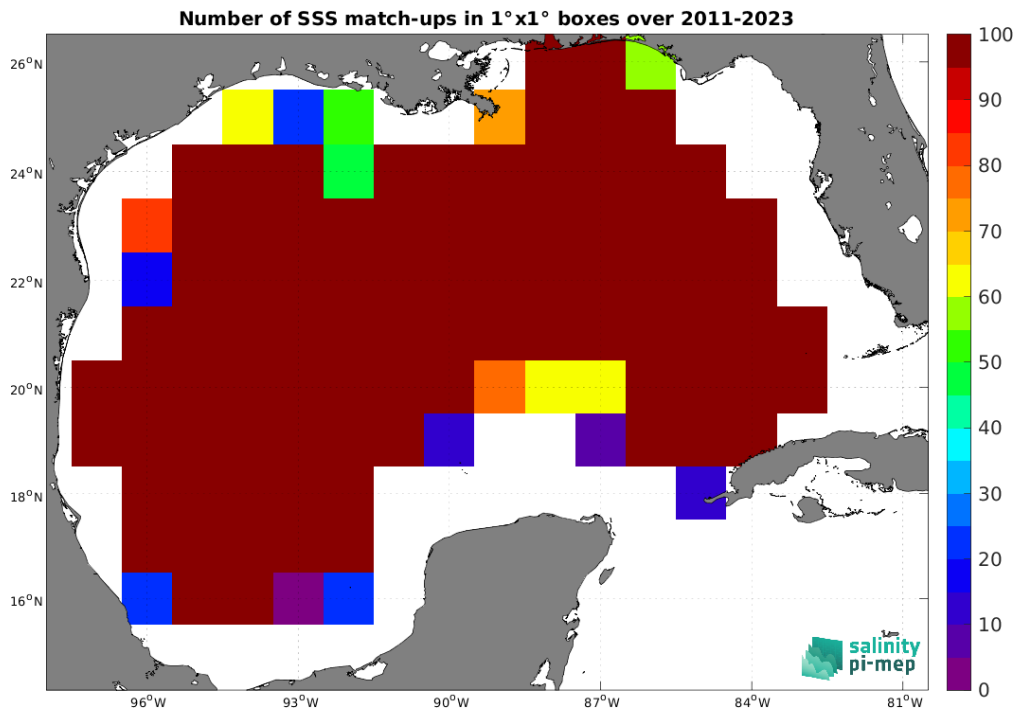 Number of SSS match-ups in 1°x1° boxes over 2011-2023
26°N
24°N
22°N
20°N
18°N
16°N
96°W
93°W
90°W
87°W
84°W
81°W
100
90
80
70
60
50
40
30
20
10
0
salinity
pi-mep